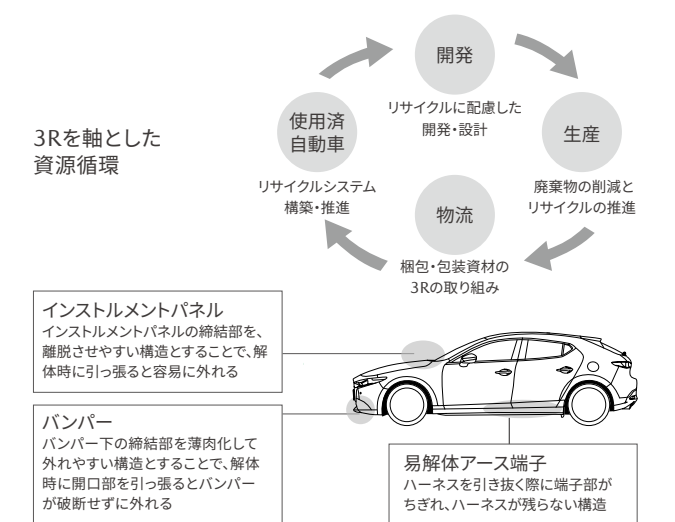 3Rを軸とした
資源循環
開発
リサイクルに配慮した
開発・設計
生産
廃棄物の削減と
リサイクルの推進
物流
梱包・包装資材の
3Rの取り組み
使用済
自動車
リサイクルシステム
構築・推進
インストルメントパネル
インストルメントパネルの締結部を、
離脱させやすい構造とすることで、解
体時に引っ張ると容易に外れる
バンパー
バンパー下の締結部を薄肉化して
外れやすい構造とすることで、解体
時に開口部を引っ張るとバンパー
が破断せずに外れる
易解体アース端子
ハーネスを引き抜く際に端子部が
ちぎれ、ハーネスが残らない構造